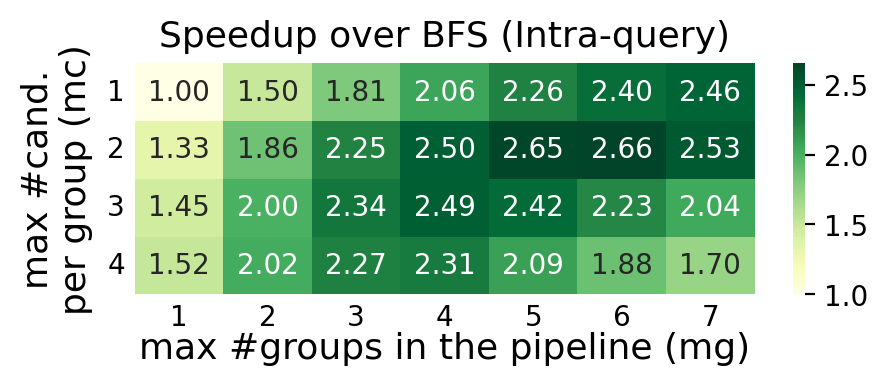 Speedup over BFS (Intra-query)
max #cand.
per group (mc)
1 1.00 1.50 1.81 2.06 2.26 2.40 2.46
2 1.33 1.86 2.25 2.50 2.65 2.66 2.53
3 1.45 2.00 2.34 2.49 2.42 2.23 2.04
4 1.52 2.02 2.27 2.31 2.09 1.88 1.70
1 2 3 4 5 6 7
max #groups in the pipeline (mg)
2.5
2.0
1.5
1.0